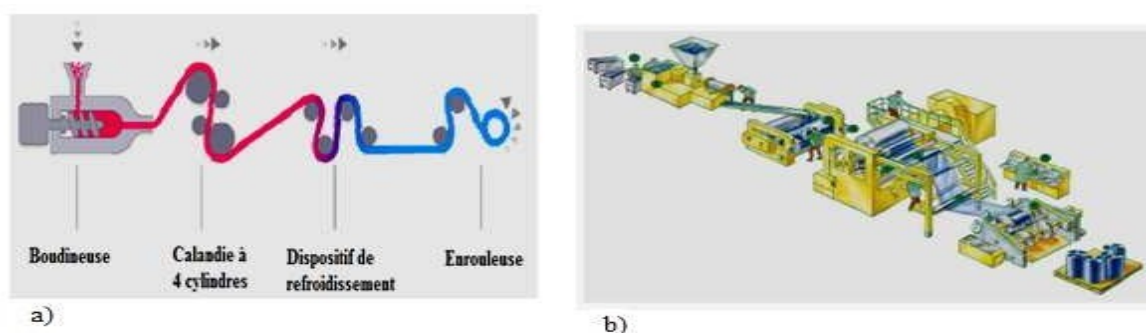 Boudineuse
Calandie à
4 cylindres
Dispositif de
refroidissement
Enrouleuse
a)
b)